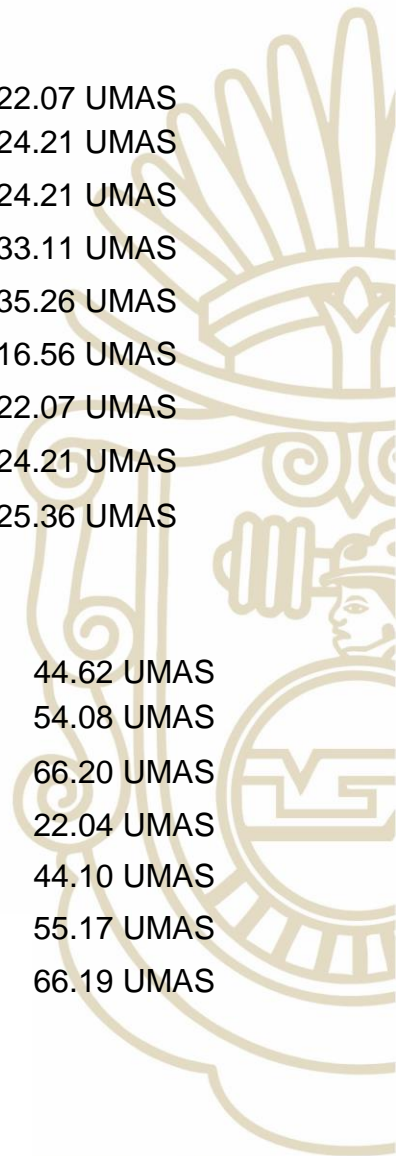 22.07 UMAS
24.21 UMAS
24.21 UMAS
33.11 UMAS
35.26 UMAS
16.56 UMAS
22.07 UMAS
24.21 UMAS
25.36 UMAS
44.62 UMAS
54.08 UMAS
66.20 UMAS
22.04 UMAS
44.10 UMAS
55.17 UMAS
66.19 UMAS